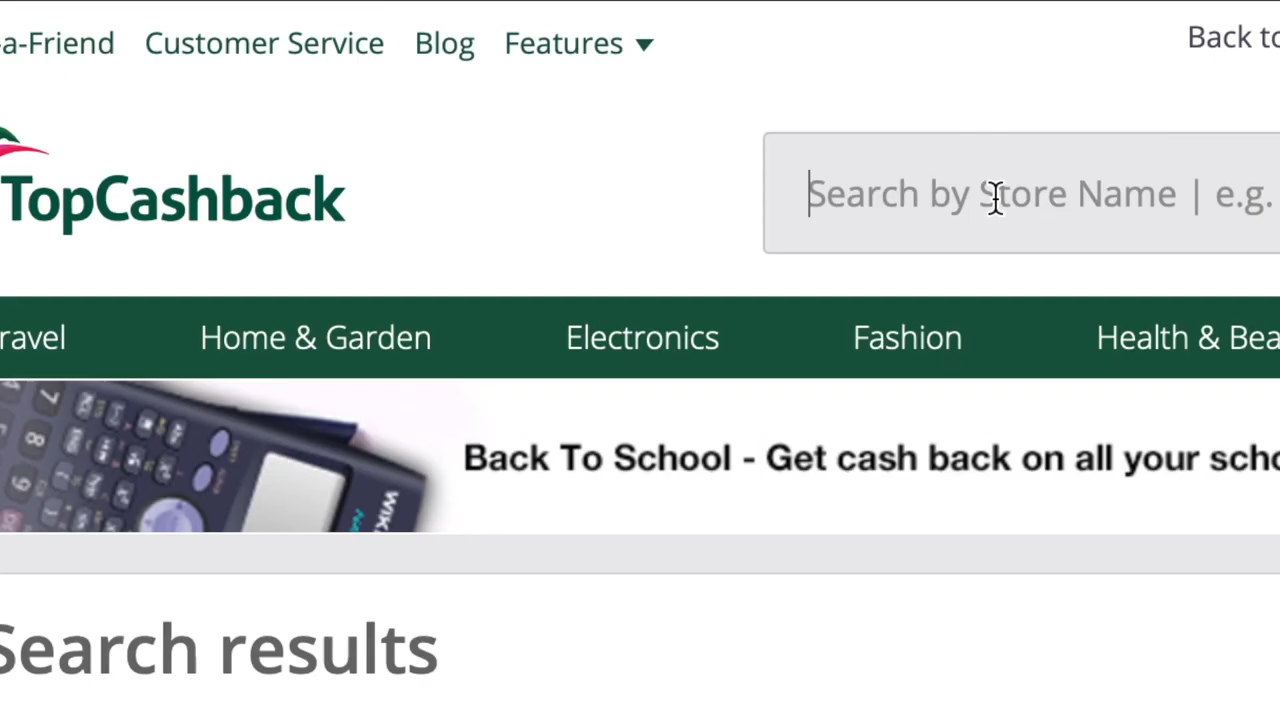 -a-Friend Customer Service Blog Features Back to
TopCashback
Search by Store Name | e.g.
ravel Home & Garden Electronics Fashion Health & Bea
Back To School - Get cash back on all your scho
Search results